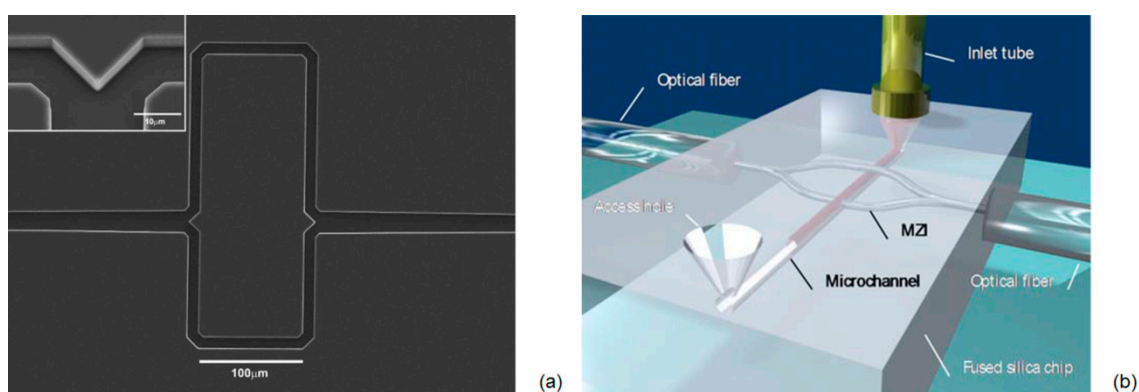 10μm
100μm
(a)
Inlet tube
Optical fiber
Access hole
MZI
Microchannel
Optical fiber
Fused silica chip
(b)